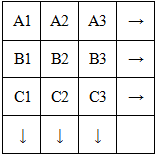 A1 A2 A3 →
B1 B2 B3
C1 C2 C3 →
↓ ↓ ↓